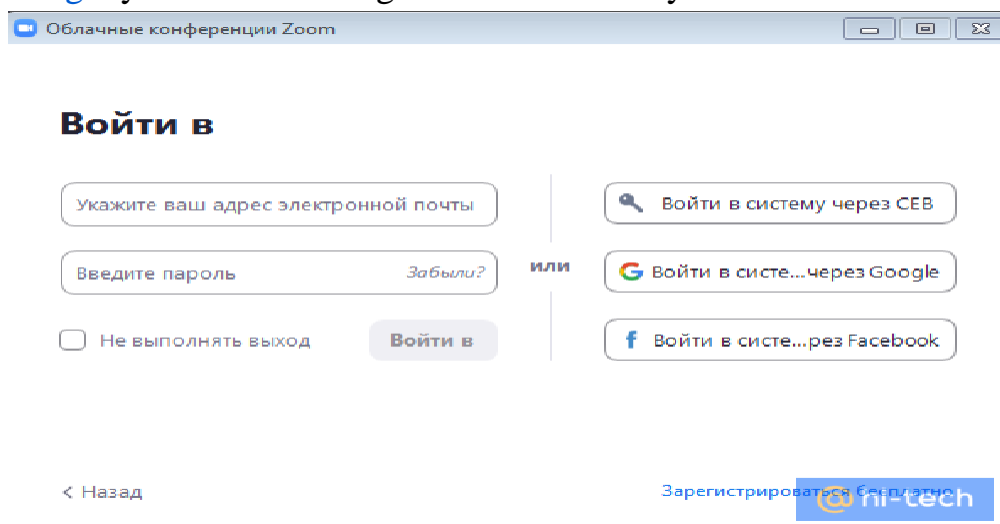 Облачные конференции Zoom
Войти в
Укажите ваш адрес электронной почты
Введите пароль
Забыли?
Не выполнять выход
Войти в
или
Войти в систему через СЕВ
Войти в систе...через Google
Войти в систе...рез Facebook
< Назад
Зарегистрироваться бесплатно
@ni-tech